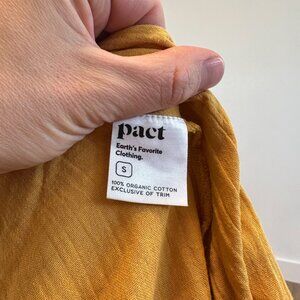 pact
Earth's Favorite
Clothing.
S
100% ORGANIC COTTON
EXCLUSIVE OF TRIM